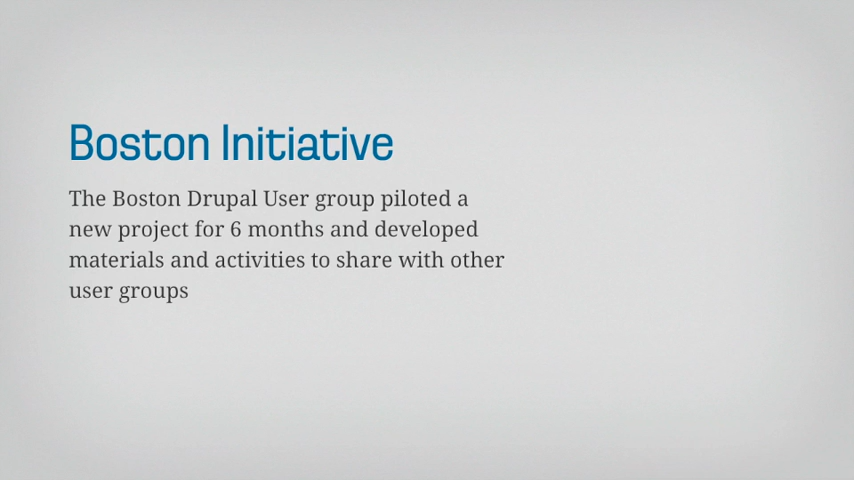 Boston Initiative
The Boston Drupal User group piloted a
new project for 6 months and developed
materials and activities to share with other
user groups